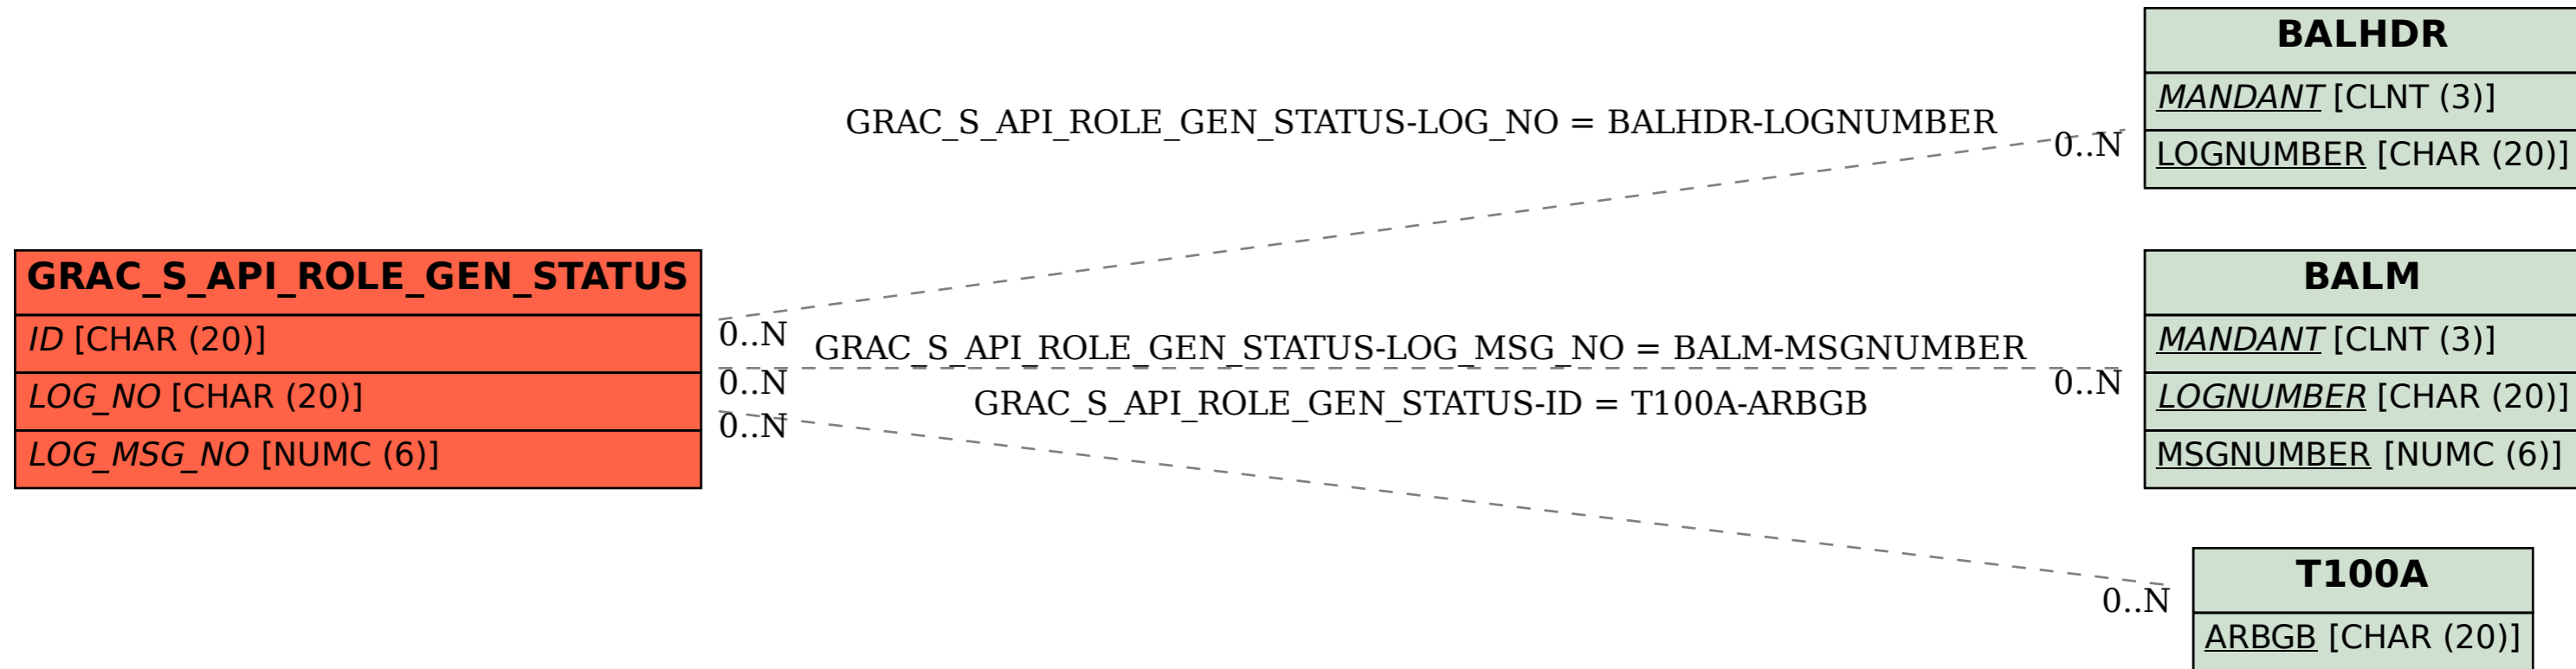 BALHDR
MANDANT [CLNT (3)]
LOGNUMBER [CHAR (20)]
GRAC_S_API_ROLE_GEN_STATUS-LOG_NO = BALHDR-LOGNUMBER
0..N
GRAC_S_API_ROLE_GEN_STATUS
ID [CHAR (20)]
LOG_NO [CHAR (20)]
LOG_MSG_NO [NUMC (6)]
0..N
GRAC_S_API_ROLE_GEN_STATUS-LOG_MSG_NO = BALM-MSGNUMBER
0..N
0..N
GRAC_S_API_ROLE_GEN_STATUS-ID = T100A-ARBGB
0..N
BALM
MANDANT [CLNT (3)]
LOGNUMBER [CHAR (20)]
MSGNUMBER [NUMC (6)]
0..N
T100A
ARBGB [CHAR (20)]